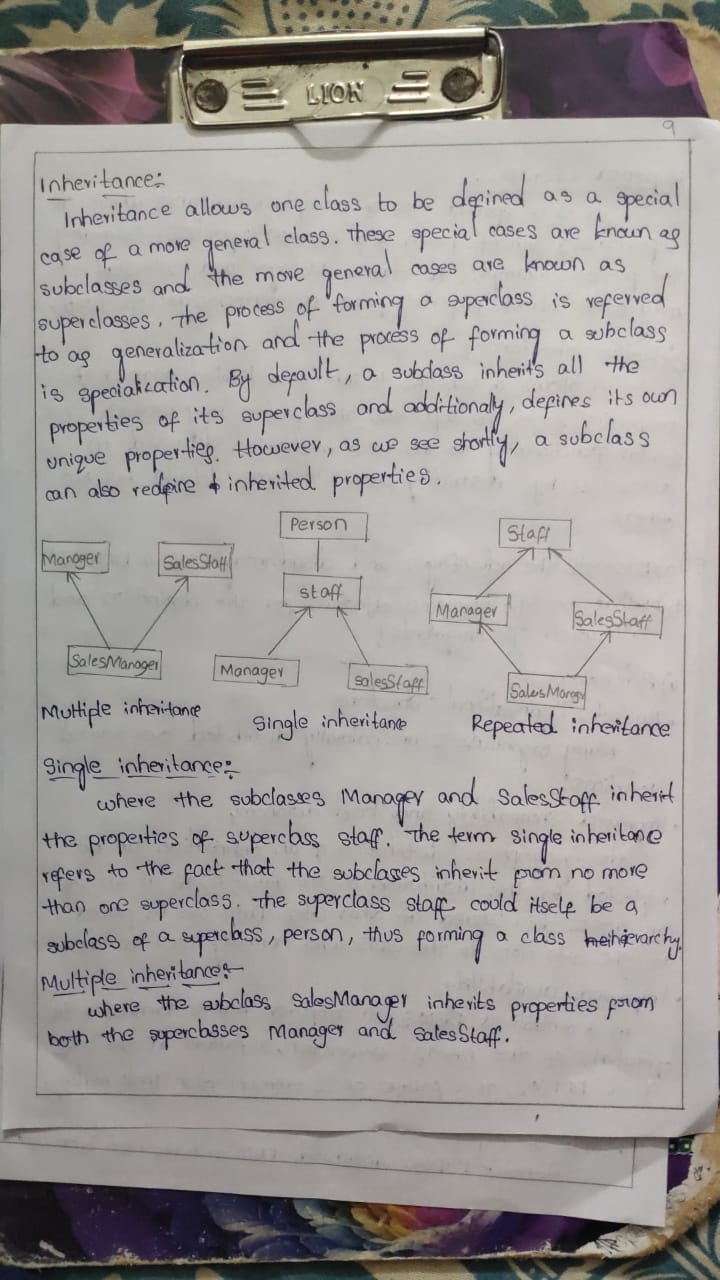 LION
9
Inheritance:-
Inheritance allows one class to be defined as a special
case of a more general class. These special cases are known as
subclasses and the more general cases are known as
superclasses. The process of forming a superclass is referred
to as generalization and the process of forming a subclass
is specialization. By default, a subclass inherits all the
properties of its superclass and additionally, defines its own
unique properties. However, as we see shortly, a subclass
can also redefine inherited properties.
Person
Staff
Manager
SalesStaff
staff
Manager
SalesStaff
SalesManager
Manager
SalesStaff
SalesManager
Multiple inheritance
Single inheritance
Repeated inheritance
Single inheritance:-
where the subclasses Manager and SalesStaff inherit
the properties of superclass staff. The term single inheritance
refers to the fact that the subclasses inherit from no more
than one superclass. The superclass staff could itself be a
subclass of a superclass, person, thus forming a class hierarchy.
Multiple inheritance:-
where the subclass SalesManager inherits properties from
both the superclasses Manager and SalesStaff.